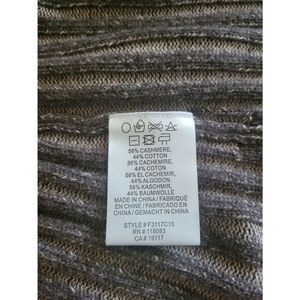 56% CASHMERE,
44% COTTON
56% CACHEMIRE,
44% COTON
56% EL CACHEMIR,
44% ALGODON
56% KASCHMIR,
44% BAUMWOLLE
MADE IN CHINA / FABRIQUÉ
EN CHINE / FABRICADO EN
CHINA / GEMACHT IN CHINA
STYLE # F3117C15
RN # 118083
CA # 19117